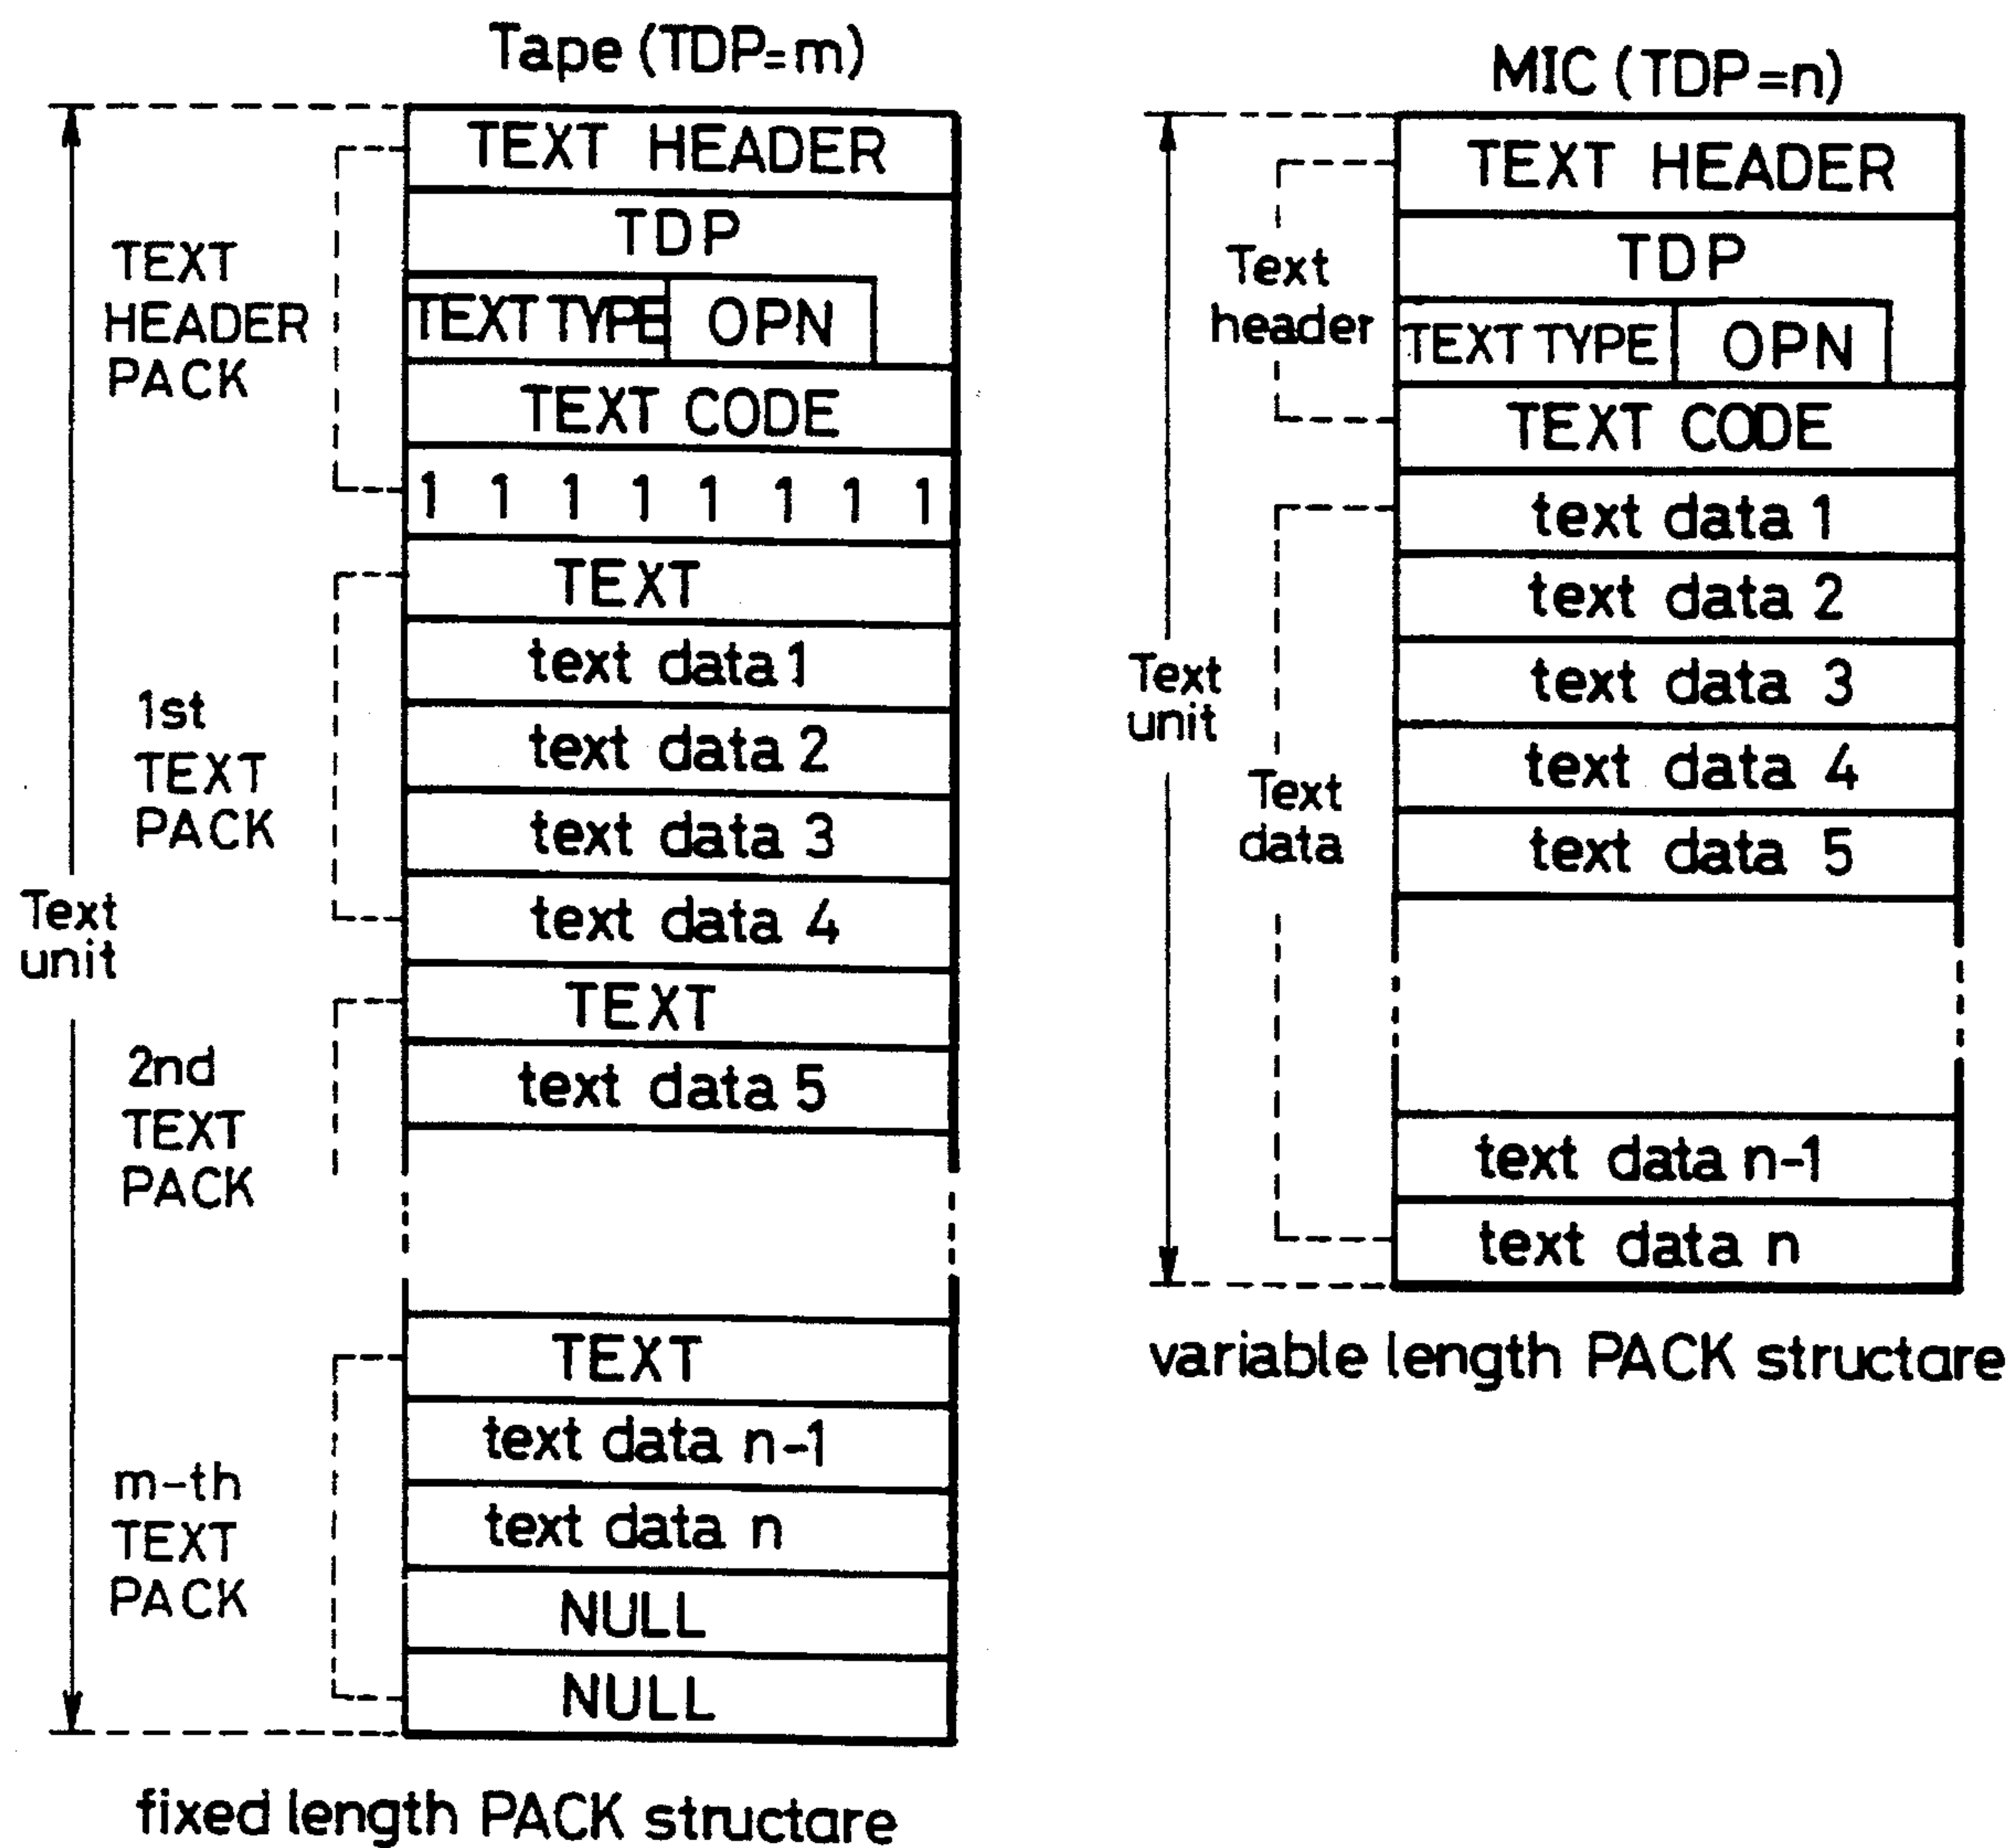 Tape (TDP=m)
TEXT HEADER
TDP
TEXT TYPE OPN
TEXT CODE
1 1 1 1 1 1 1 1
TEXT
text data 1
text data 2
text data 3
text data 4
TEXT
text data 5
TEXT
text data n-1
text data n
NULL
NULL
TEXT
HEADER
PACK
1st
TEXT
PACK
Text
unit
2nd
TEXT
PACK
m-th
TEXT
PACK
fixed length PACK structare
MIC (TDP=n)
TEXT HEADER
TDP
TEXT TYPE OPN
TEXT CODE
text data 1
text data 2
text data 3
text data 4
text data 5
text data n-1
text data n
Text
header
Text
unit
Text
data
variable length PACK structare